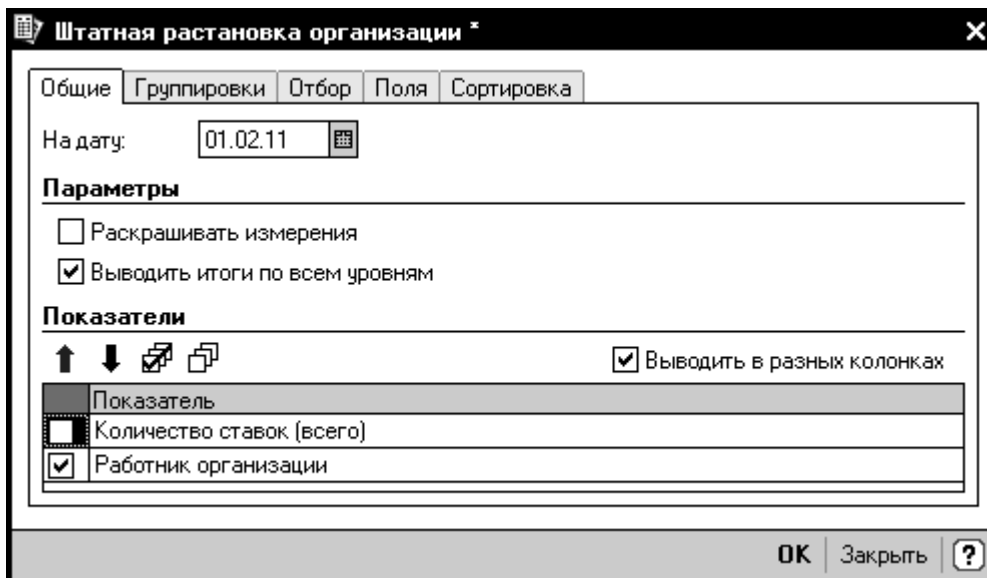 Штатная растановка организации *
Общие Группировки Отбор Поля Сортировка
На дату: 01.02.11
Параметры
Раскрашивать измерения
Выводить итоги по всем уровням
Показатели
Выводить в разных колонках
Показатель
Количество ставок (всего)
Работник организации
OK Закрыть ?